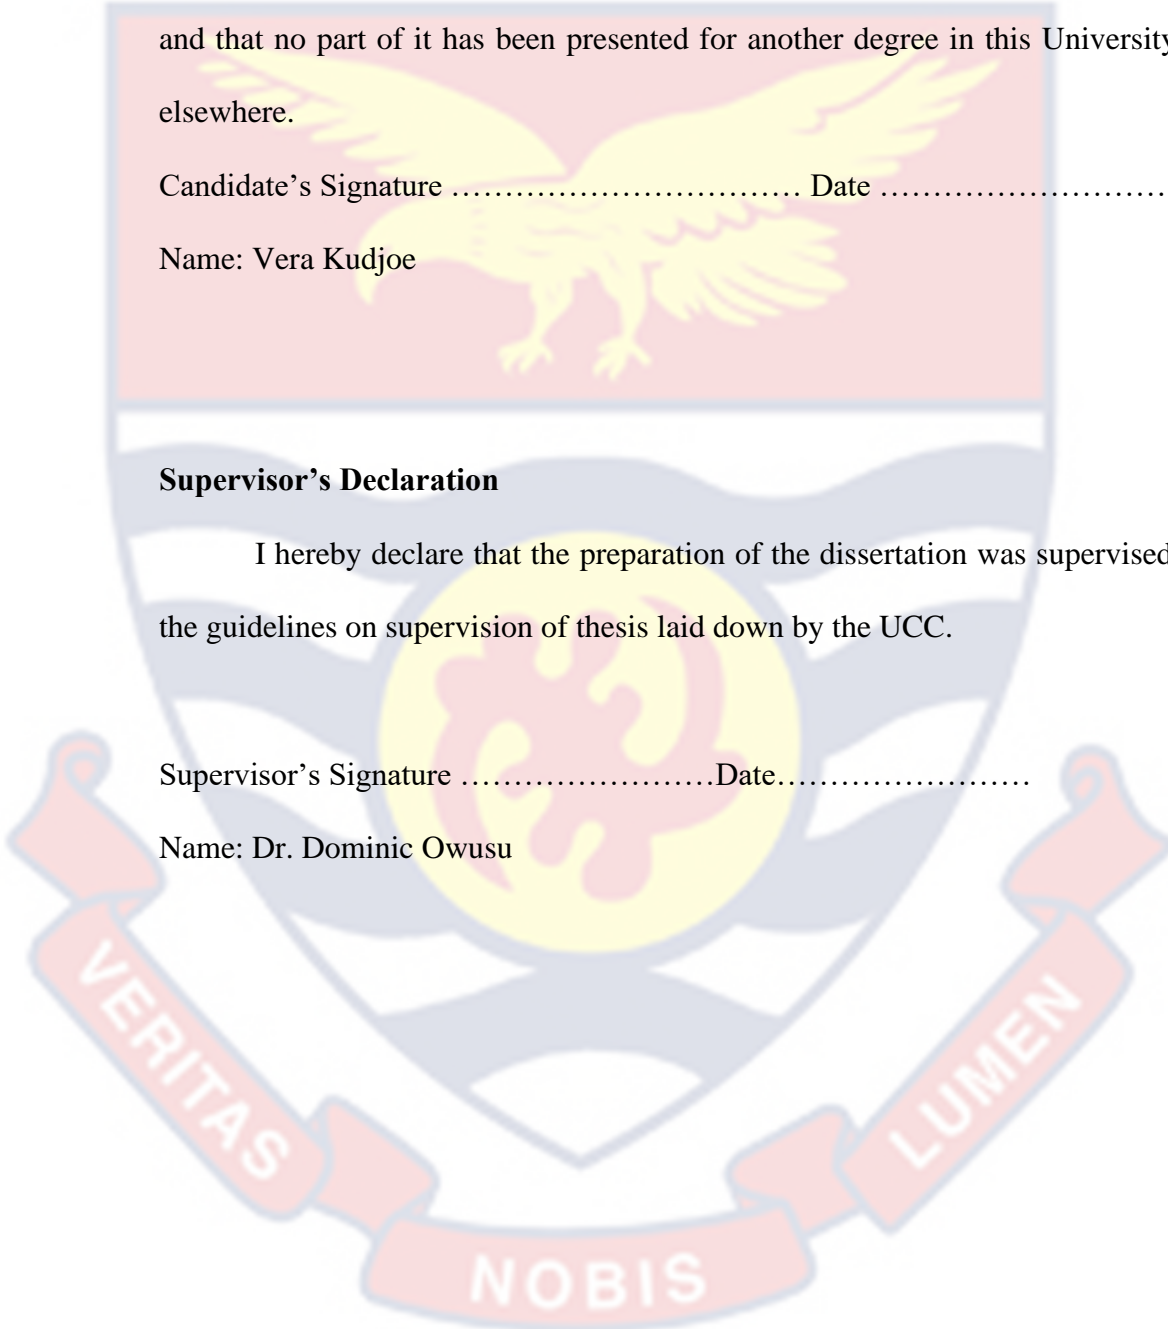 and that no part of it has been presented for another degree in this University
elsewhere.
Candidate’s Signature ………………………………… Date ………………………
Name: Vera Kudjoe
Supervisor’s Declaration
I hereby declare that the preparation of the dissertation was supervised
the guidelines on supervision of thesis laid down by the UCC.
Supervisor’s Signature ……………………Date……………………
Name: Dr. Dominic Owusu
VERITAS
NOBIS
LUMEN